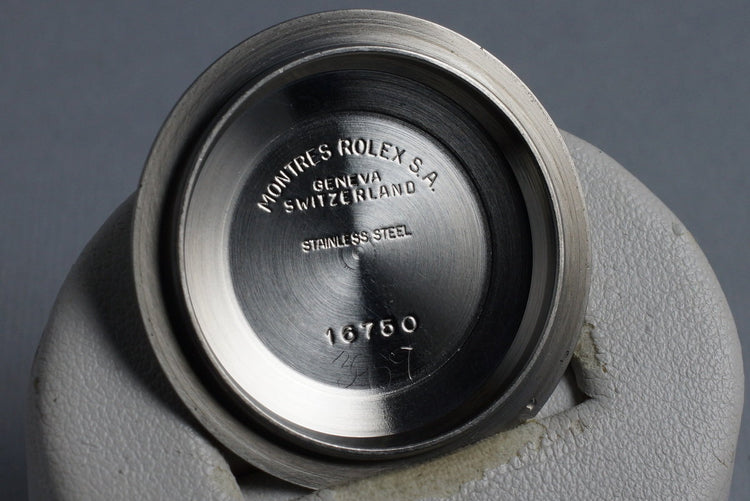 MONTRES ROLEX S.A.
GENEVA
SWITZERLAND
STAINLESS STEEL
16750